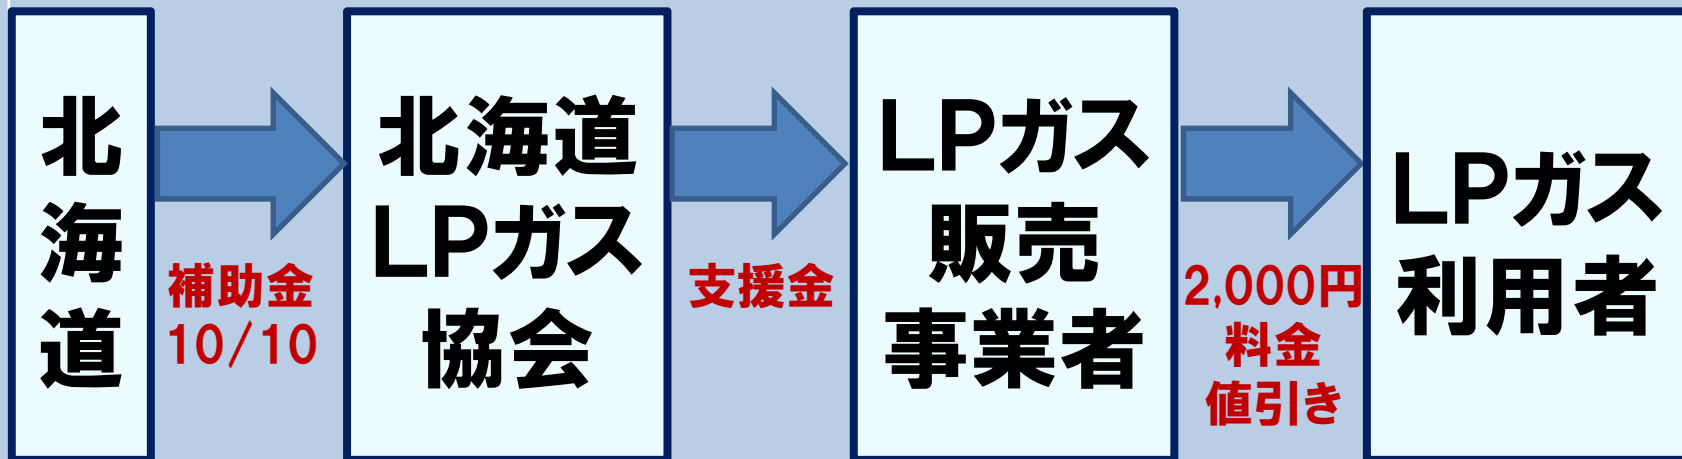 北
海
道
補助金
10/10
北海道
LPガス
協会
支援金
LPガス
販売
事業者
2,000円
料金
値引き
LPガス
利用者